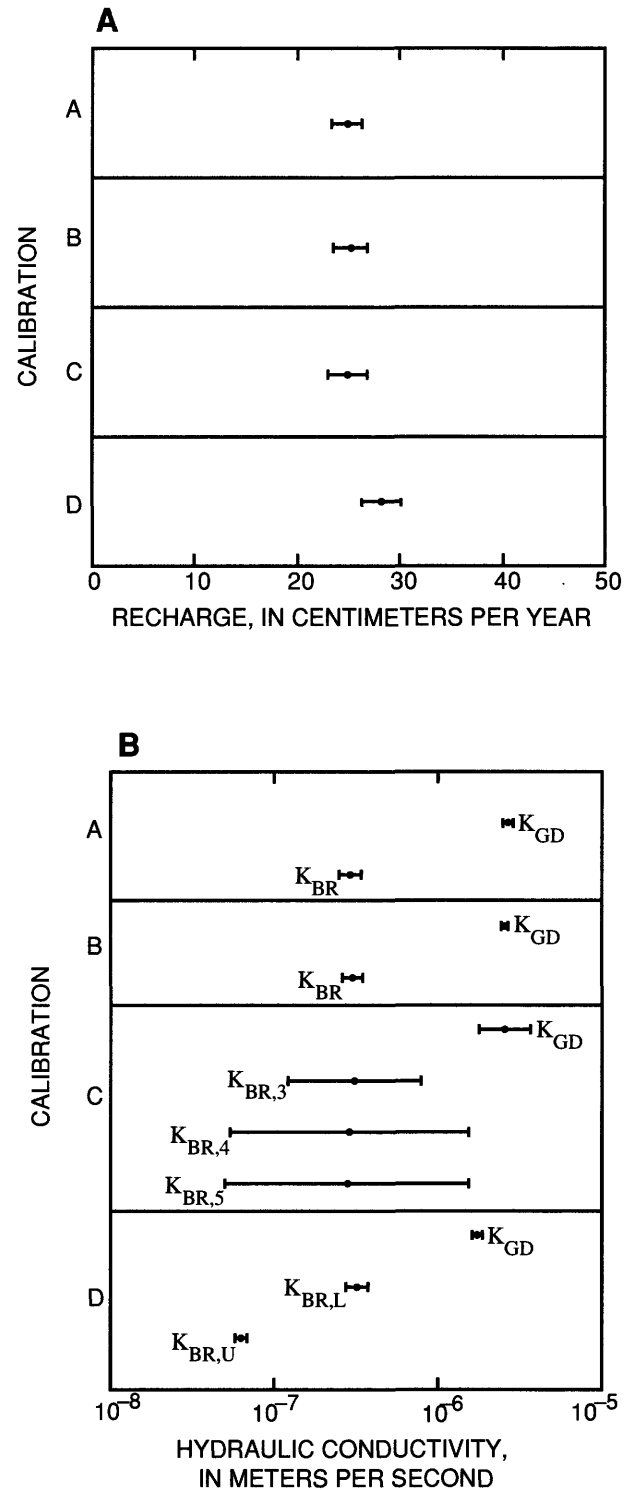 A
A
B
C
D
CALIBRATION
0 10 20 30 40 50
RECHARGE, IN CENTIMETERS PER YEAR
B
A
K_GD
K_BR
B
K_GD
K_BR
C
K_GD
K_BR,3
K_BR,4
K_BR,5
D
K_GD
K_BR,L
K_BR,U
CALIBRATION
10⁻⁸ 10⁻⁷ 10⁻⁶ 10⁻⁵
HYDRAULIC CONDUCTIVITY,
IN METERS PER SECOND